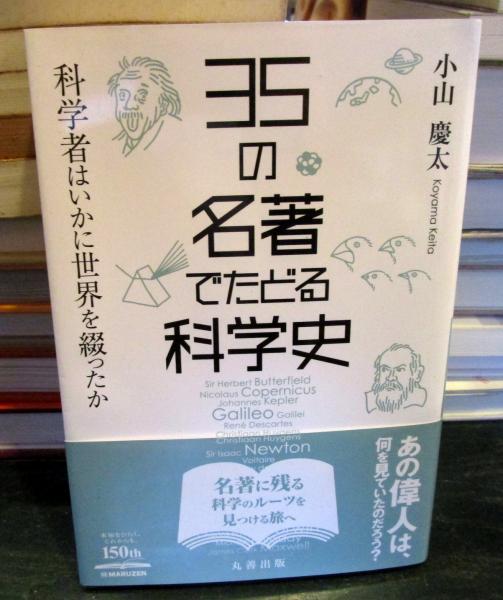 35
の
名著
でたどる
科学史
科学者はいかに世界を綴ったか
小山 慶太
Koyama Keita
Sir Herbert Butterfield
Nicolaus Copernicus
Johannes Kepler
Galileo Galilei
René Descartes
Christiaan Huygens
Christiaan Huygens
Sir Isaac Newton
Voltaire
名著に残る
科学のルーツを
見つける旅へ
James Clerk Maxwell
あの偉人は、
何を見ていたのだろう?
150th
MARUZEN
丸善出版